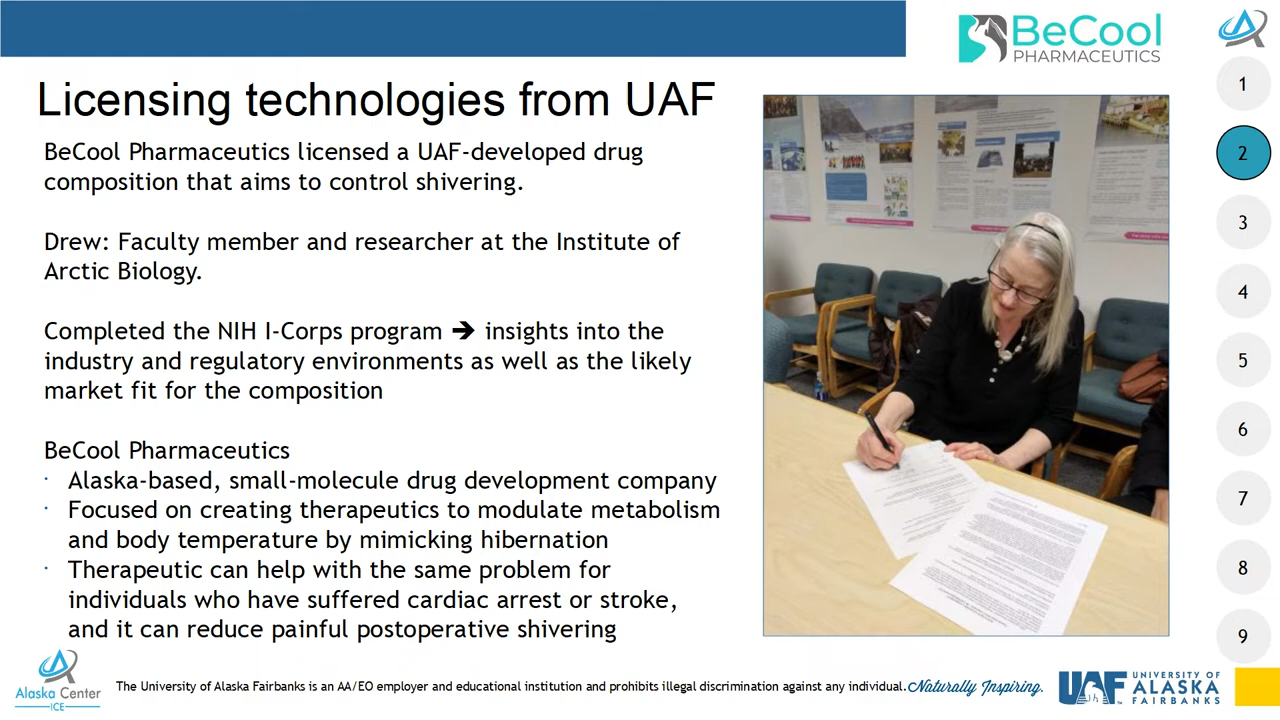 BeCool
PHARMACEUTICS
Licensing technologies from UAF
BeCool Pharmaceutics licensed a UAF-developed drug
composition that aims to control shivering.
Drew: Faculty member and researcher at the Institute of
Arctic Biology.
Completed the NIH I-Corps program ➔ insights into the
industry and regulatory environments as well as the likely
market fit for the composition
BeCool Pharmaceutics
· Alaska-based, small-molecule drug development company
· Focused on creating therapeutics to modulate metabolism
and body temperature by mimicking hibernation
· Therapeutic can help with the same problem for
individuals who have suffered cardiac arrest or stroke,
and it can reduce painful postoperative shivering
1
2
3
4
5
6
7
8
9
Alaska Center
ICE
The University of Alaska Fairbanks is an AA/EO employer and educational institution and prohibits illegal discrimination against any individual.
Naturally Inspiring.
UAF
UNIVERSITY OF
ALASKA
FAIRBANKS